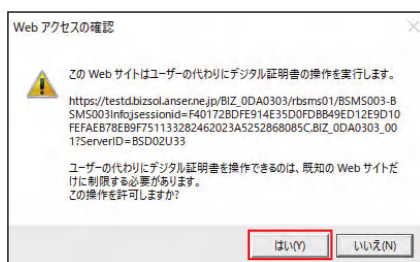 Web アクセスの確認
この Web サイトはユーザーの代わりにデジタル証明書の操作を実行します。
https://testd.bizsol.anser.ne.jp/BIZ_0DA0303/rbsms01/BSMS003-B
SMS003Info;jsessionid=F40172BDFE914E35D0FDBB49ED12E9D10
FEFAEB78EB9F751133282462023A5252868085C.BIZ_0DA0303_00
1?ServerID=BSD02U33
ユーザーの代わりにデジタル証明書を操作できるのは、既知の Web サイトだ
けに制限する必要があります。
この操作を許可しますか?
はい(Y)
いいえ(N)